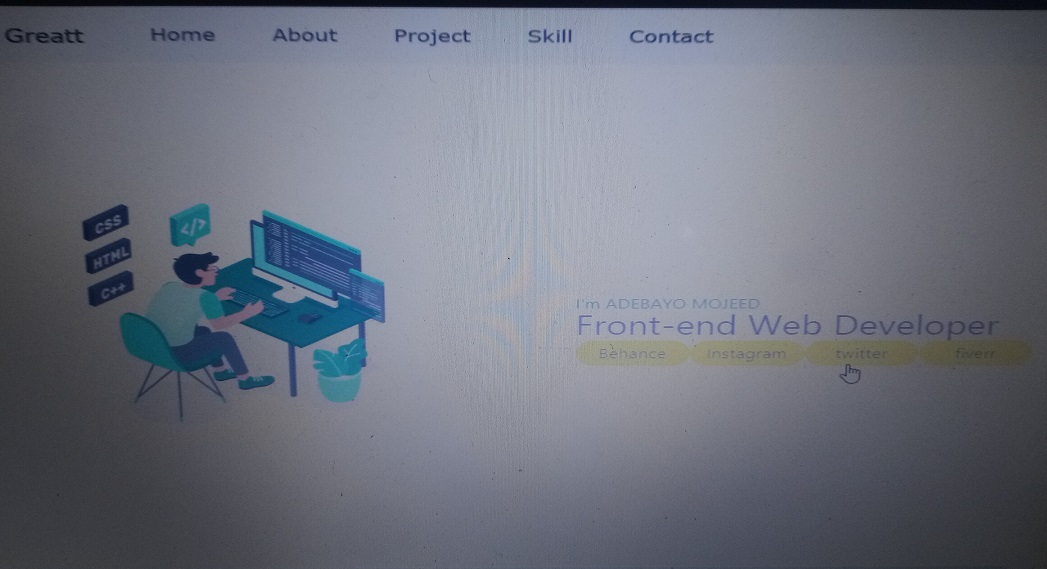 Greatt Home About Project Skill Contact
CSS
</>
HTML
C++
I'm ADEBAYO MOJEED
Front-end Web Developer
Behance Instagram twitter fiverr